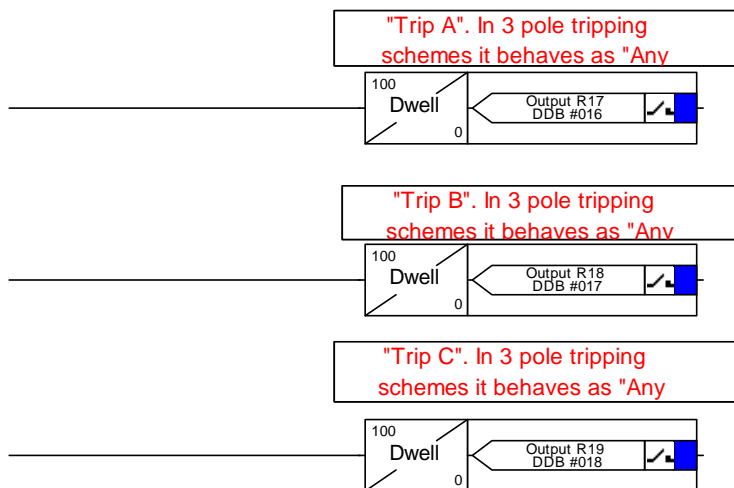 "Trip A". In 3 pole tripping
schemes it behaves as "Any
100
Dwell
0
Output R17
DDB #016
"Trip B". In 3 pole tripping
schemes it behaves as "Any
100
Dwell
0
Output R18
DDB #017
"Trip C". In 3 pole tripping
schemes it behaves as "Any
100
Dwell
0
Output R19
DDB #018